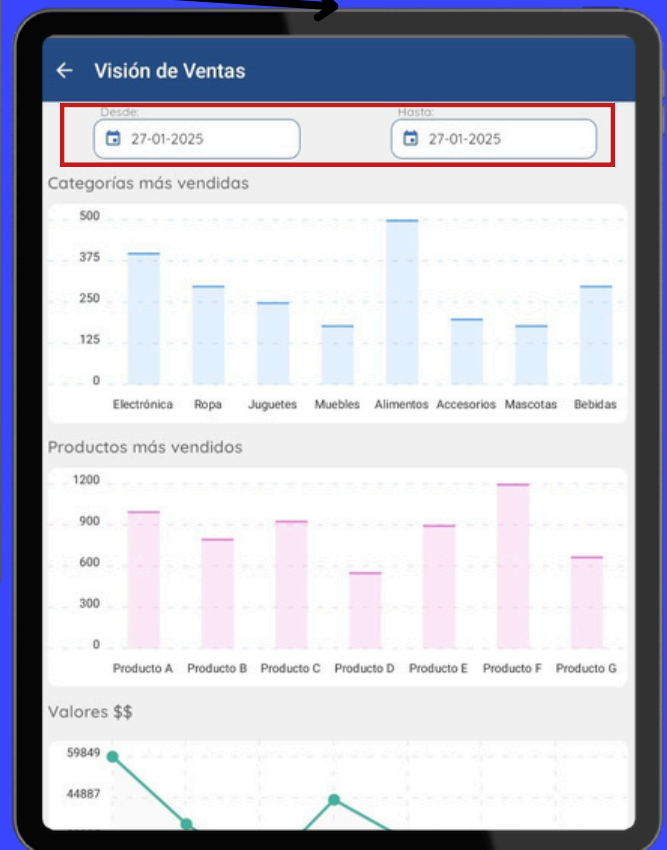 Visión de Ventas
Desde: Hasta:
27-01-2025 27-01-2025
Categorías más vendidas
500
375
250
125
0
Electrónica Ropa Juguetes Muebles Alimentos Accesorios Mascotas Bebidas
Productos más vendidos
1200
900
600
300
0
Producto A Producto B Producto C Producto D Producto E Producto F Producto G
Valores $$
59849
44887